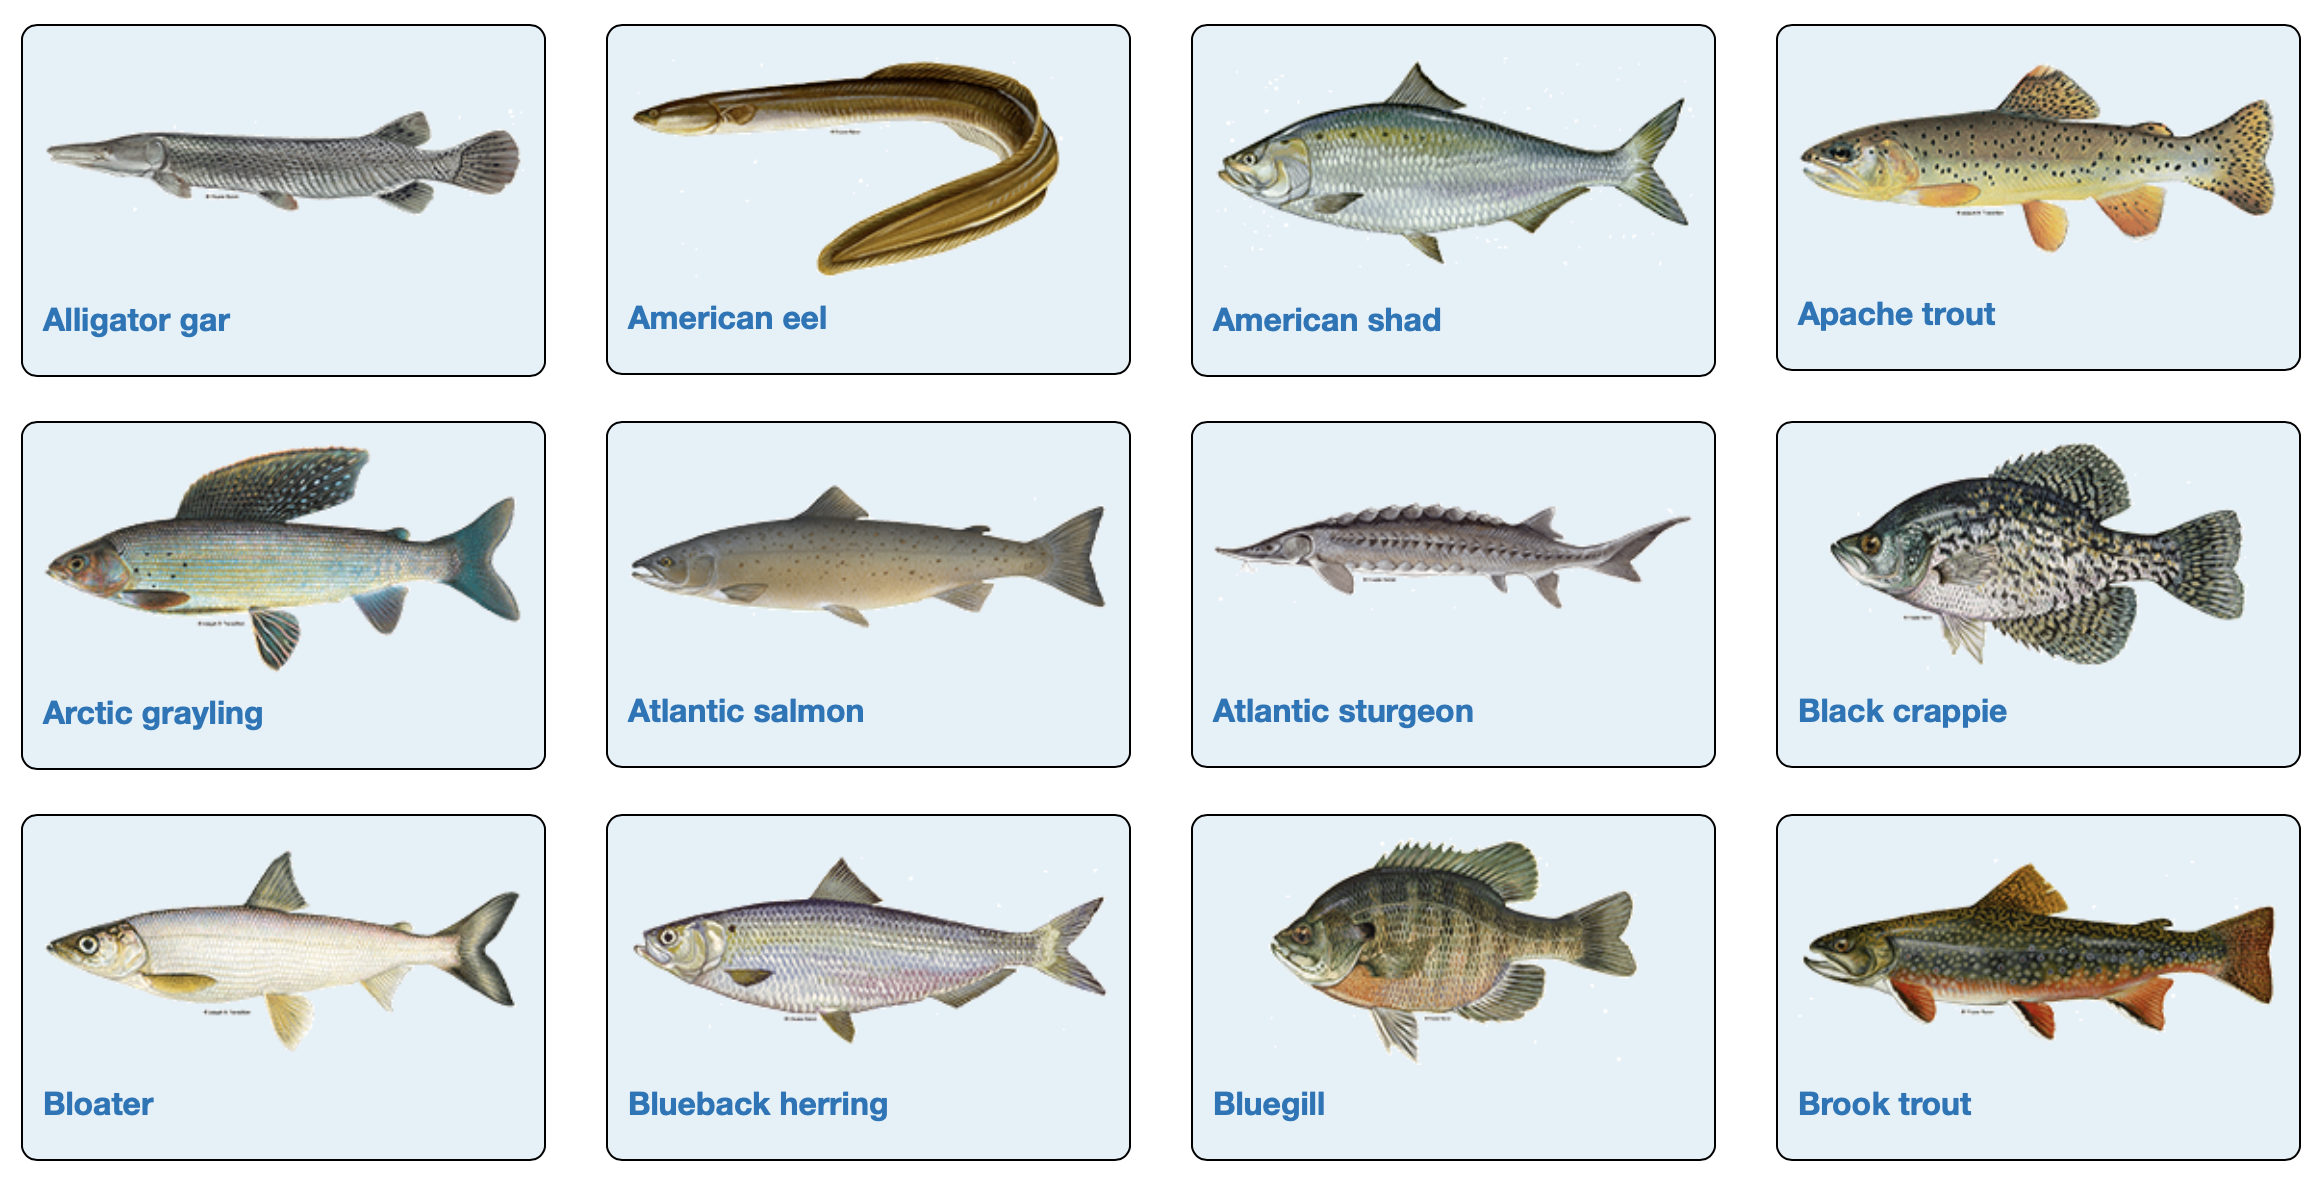 Alligator gar
American eel
American shad
Apache trout
Arctic grayling
Atlantic salmon
Atlantic sturgeon
Black crappie
Bloater
Blueback herring
Bluegill
Brook trout